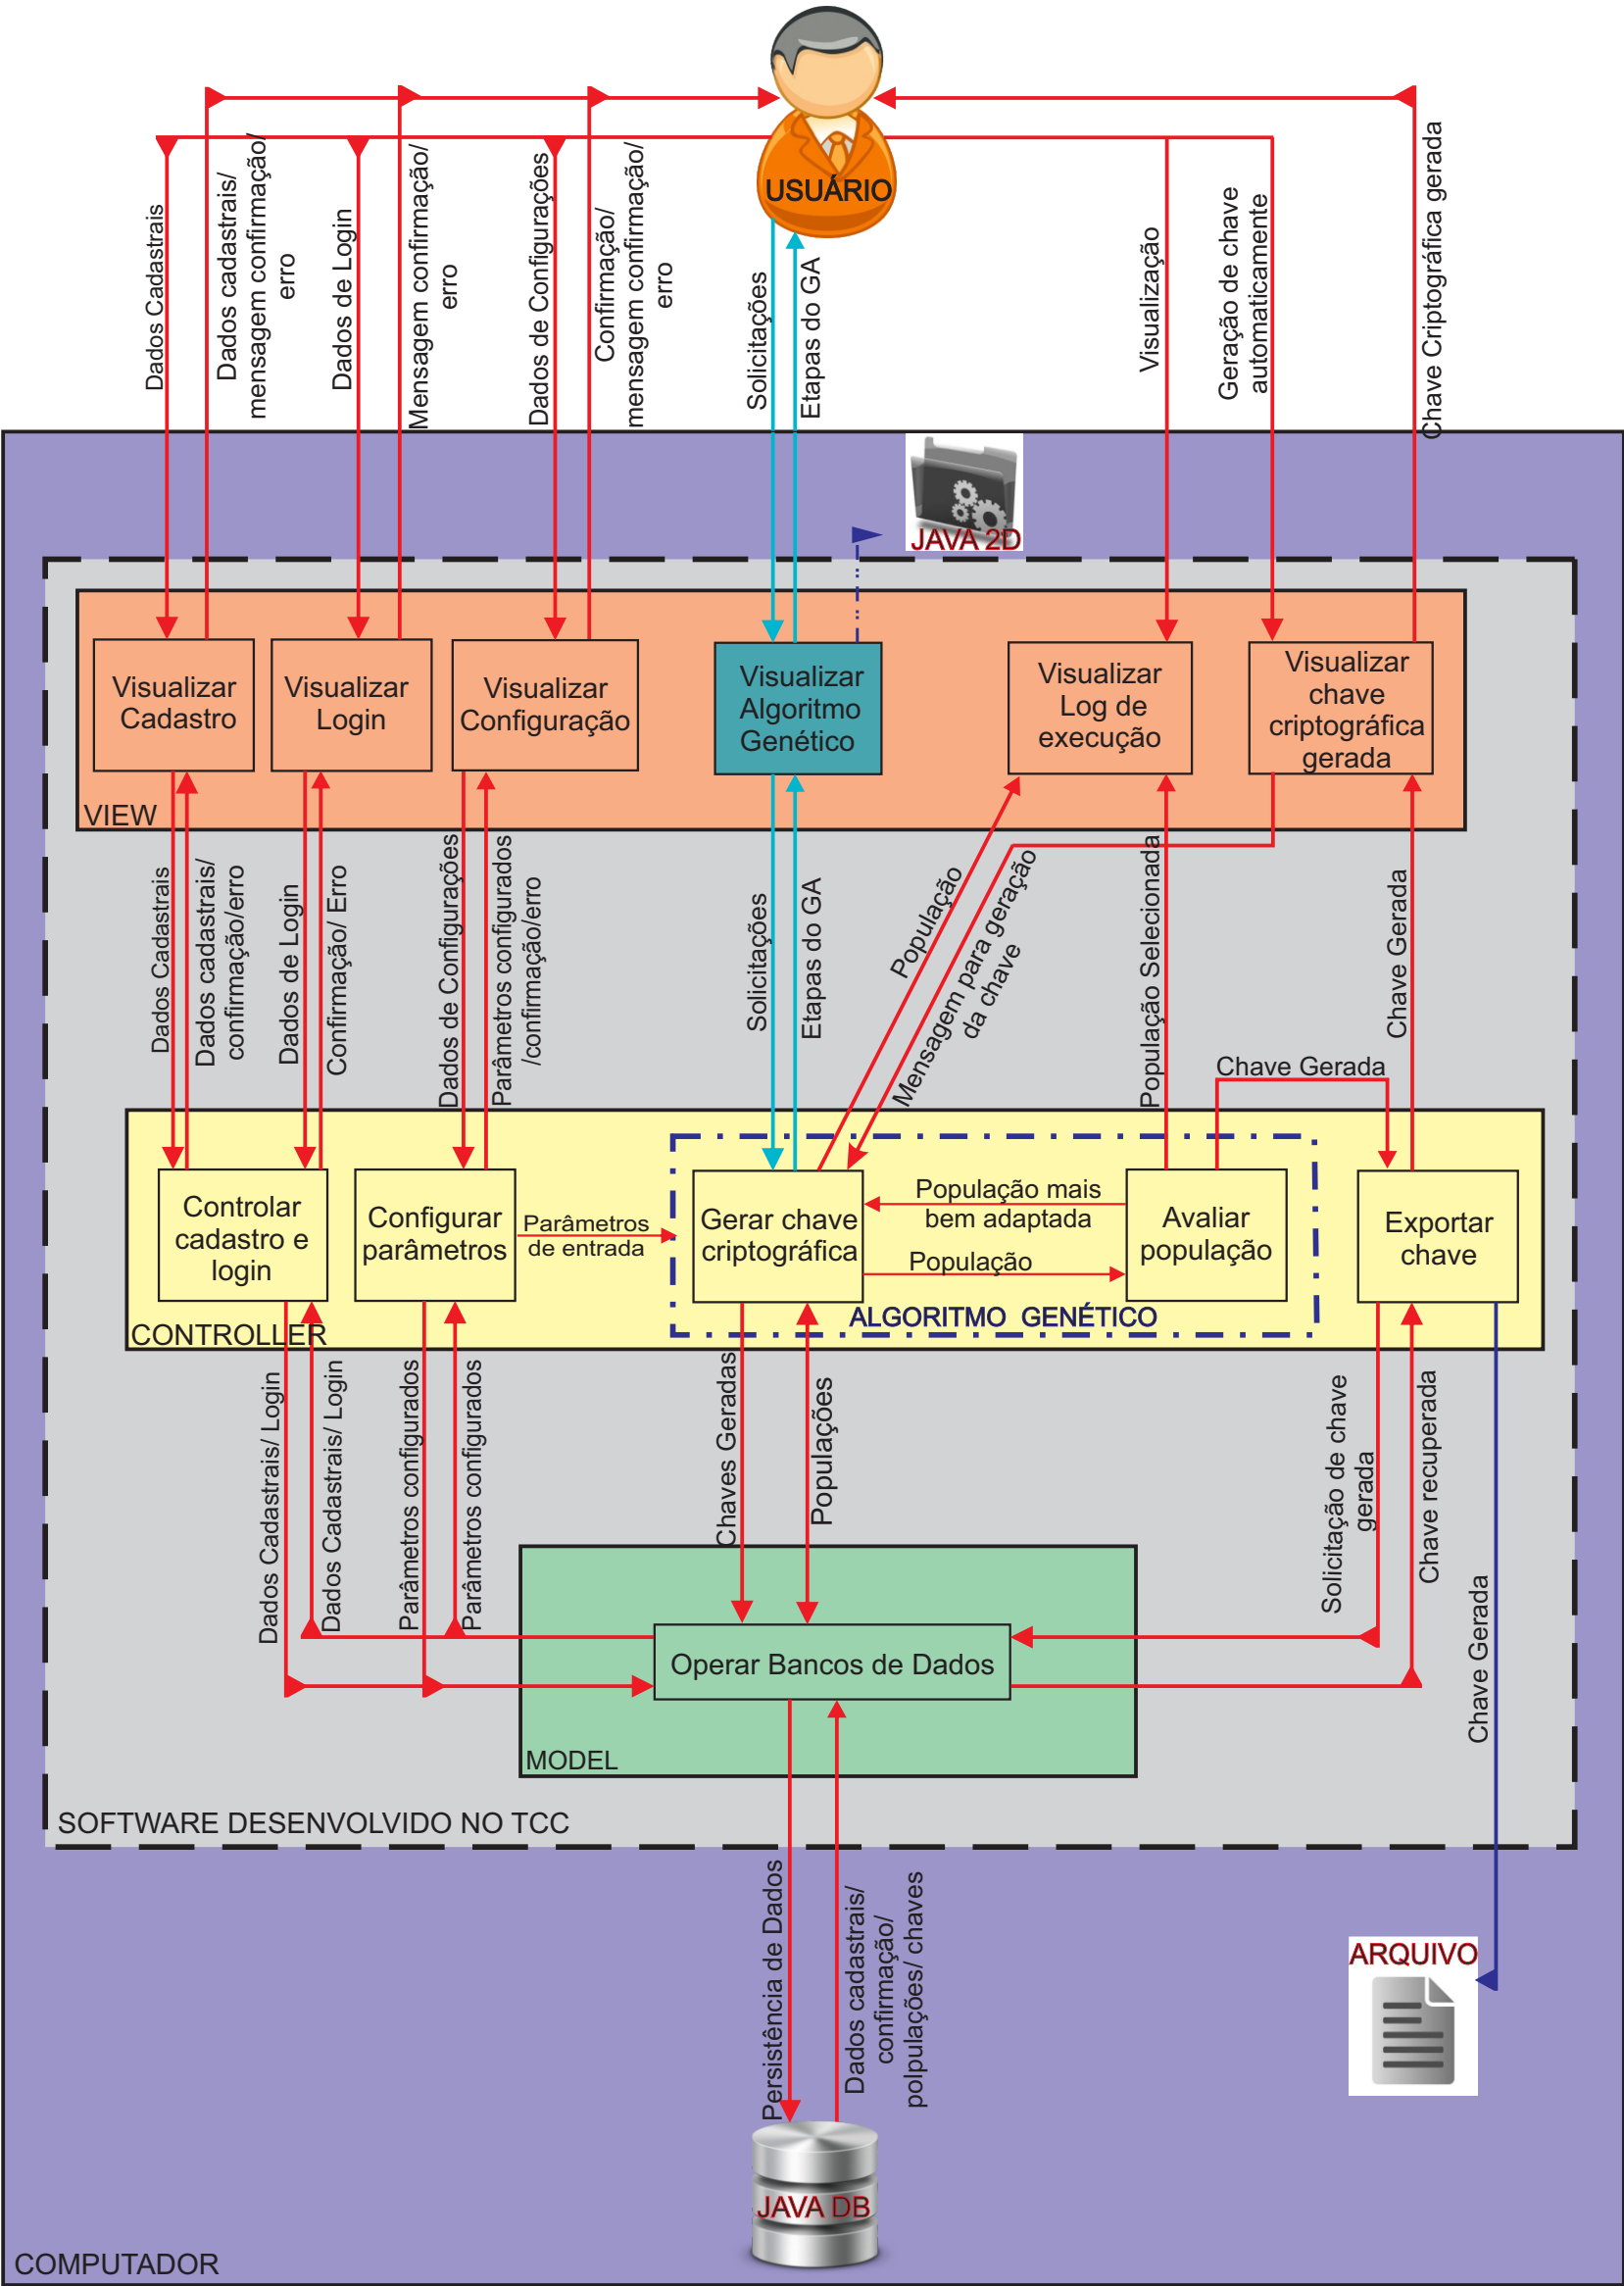 USUÁRIO
Dados Cadastrais
Dados cadastrais/
mensagem confirmação/
erro
Dados de Login
Mensagem confirmação/
erro
Dados de Configurações
Confirmação/
mensagem confirmação/
erro
Solicitações
Etapas do GA
Visualização
Geração de chave
automaticamente
Chave Criptográfica gerada
JAVA 2D
Visualizar
Cadastro
Visualizar
Login
Visualizar
Configuração
Visualizar
Algoritmo
Genético
Visualizar
Log de
execução
Visualizar
chave
criptográfica
gerada
VIEW
Dados Cadastrais
Dados cadastrais/
confirmação/erro
Dados de Login
Confirmação/ Erro
Dados de Configurações
Parâmetros configurados
/confirmação/erro
Solicitações
Etapas do GA
População
Mensagem para geração
da chave
População Selecionada
Chave Gerada
Chave Gerada
Controlar
cadastro e
login
Configurar
parâmetros
Parâmetros
de entrada
Gerar chave
criptográfica
População mais
bem adaptada
População
Avaliar
população
Exportar
chave
ALGORITMO GENÉTICO
CONTROLLER
Dados Cadastrais/ Login
Dados Cadastrais/ Login
Parâmetros configurados
Parâmetros configurados
Chaves Geradas
Populações
Solicitação de chave
gerada
Chave recuperada
Chave Gerada
Operar Bancos de Dados
MODEL
SOFTWARE DESENVOLVIDO NO TCC
Persistência de Dados
Dados cadastrais/
confirmação/
polpulações/ chaves
ARQUIVO
JAVA DB
COMPUTADOR